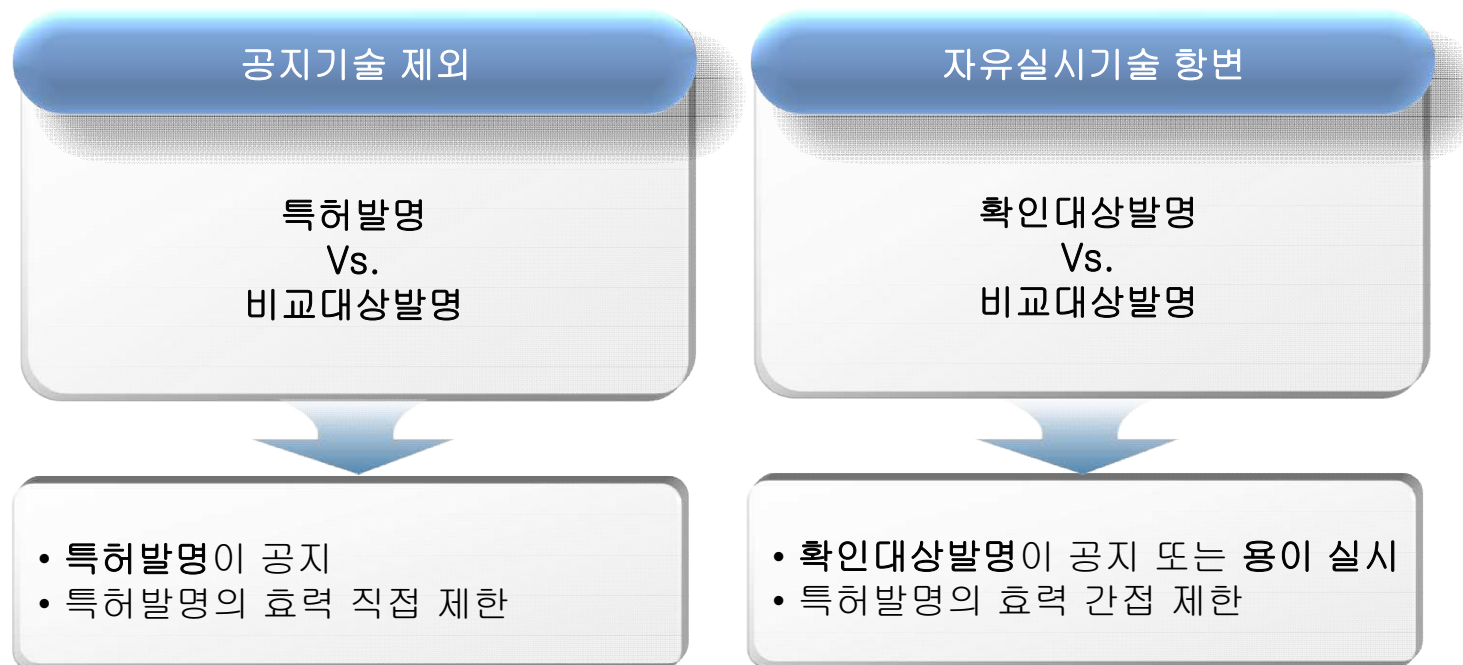 공지기술 제외
특허발명
Vs.
비교대상발명
• 특허발명이 공지
• 특허발명의 효력 직접 제한
자유실시기술 항변
확인대상발명
Vs.
비교대상발명
• 확인대상발명이 공지 또는 용이 실시
• 특허발명의 효력 간접 제한